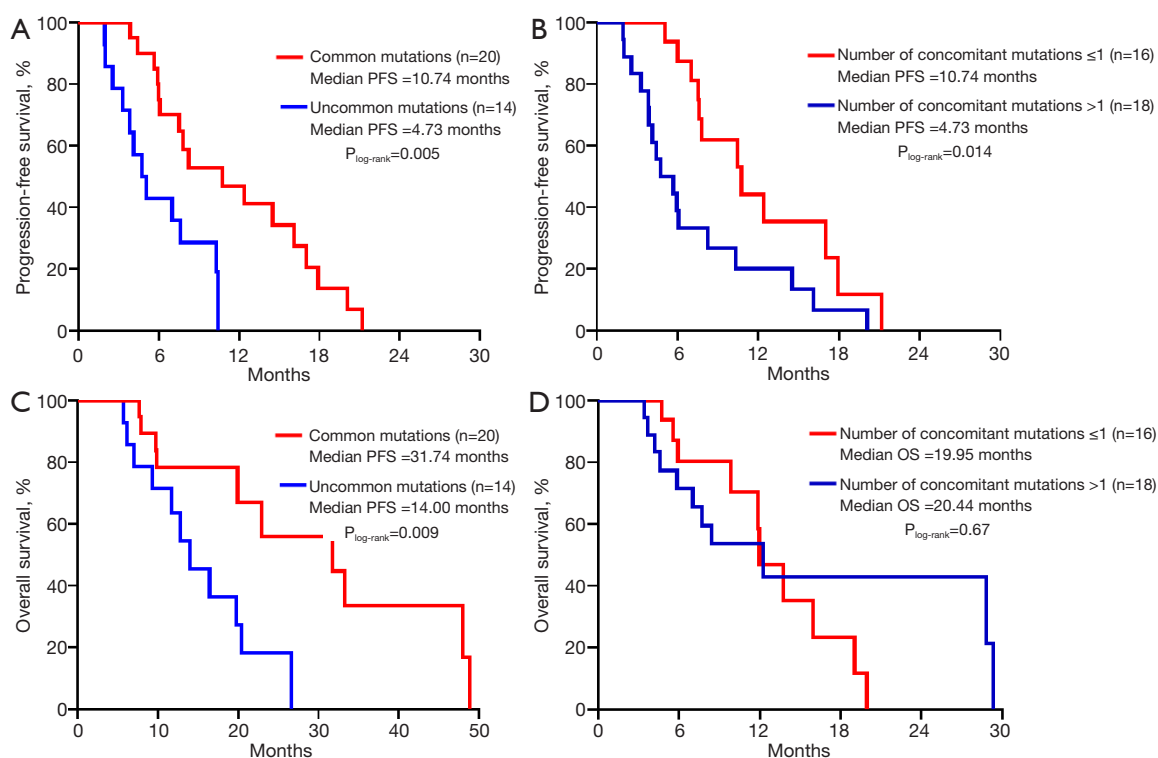 A
Progression-free survival, %
100
80
60
40
20
0
Common mutations (n=20)
Median PFS =10.74 months
Uncommon mutations (n=14)
Median PFS =4.73 months
Plog-rank=0.005
0 6 12 18 24 30
Months
B
Progression-free survival, %
100
80
60
40
20
0
Number of concomitant mutations ≤1 (n=16)
Median PFS =10.74 months
Number of concomitant mutations >1 (n=18)
Median PFS =4.73 months
Plog-rank=0.014
0 6 12 18 24 30
Months
C
Overall survival, %
100
80
60
40
20
0
Common mutations (n=20)
Median PFS =31.74 months
Uncommon mutations (n=14)
Median PFS =14.00 months
Plog-rank=0.009
0 10 20 30 40 50
Months
D
Overall survival, %
100
80
60
40
20
0
Number of concomitant mutations ≤1 (n=16)
Median OS =19.95 months
Number of concomitant mutations >1 (n=18)
Median OS =20.44 months
Plog-rank=0.67
0 6 12 18 24 30
Months